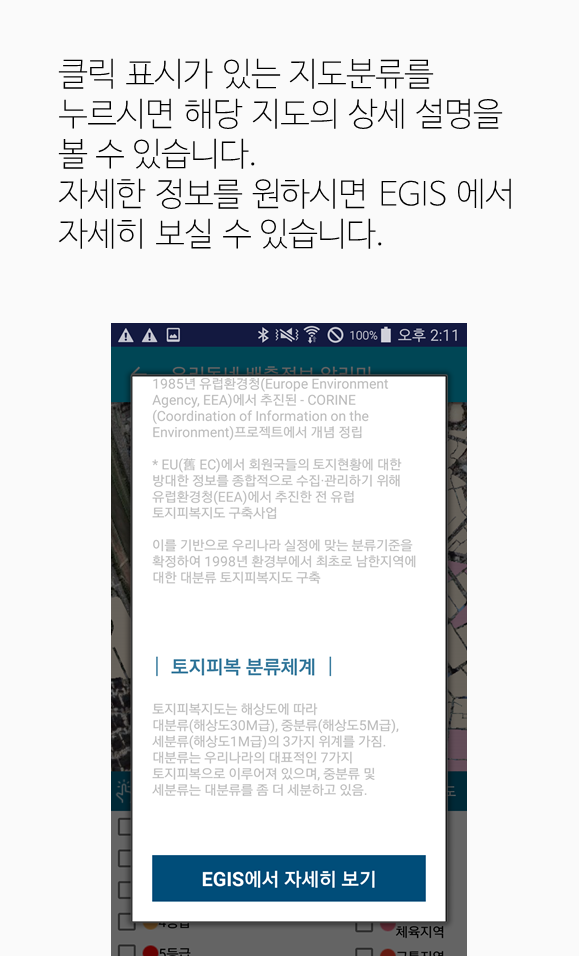 클릭 표시가 있는 지도분류를
누르시면 해당 지도의 상세 설명을
볼 수 있습니다.
자세한 정보를 원하시면 EGIS 에서
자세히 보실 수 있습니다.
100% 오후 2:11
1985년 유럽환경청(Europe Environment
Agency, EEA)에서 추진된 - CORINE
(Coordination of Information on the
Environment)프로젝트에서 개념 정립
* EU(舊 EC)에서 회원국들의 토지현황에 대한
방대한 정보를 종합적으로 수집·관리하기 위해
유럽환경청(EEA)에서 추진한 전 유럽
토지피복지도 구축사업
이를 기반으로 우리나라 실정에 맞는 분류기준을
확정하여 1998년 환경부에서 최초로 남한지역에
대한 대분류 토지피복지도 구축
| 토지피복 분류체계 |
토지피복지도는 해상도에 따라
대분류(해상도30M급), 중분류(해상도5M급),
세분류(해상도1M급)의 3가지 위계를 가짐.
대분류는 우리나라의 대표적인 7가지
토지피복으로 이루어져 있으며, 중분류 및
세분류는 대분류를 좀 더 세분하고 있음.
도
EGIS에서 자세히 보기
4등급
체육지역
5등급
교통지역